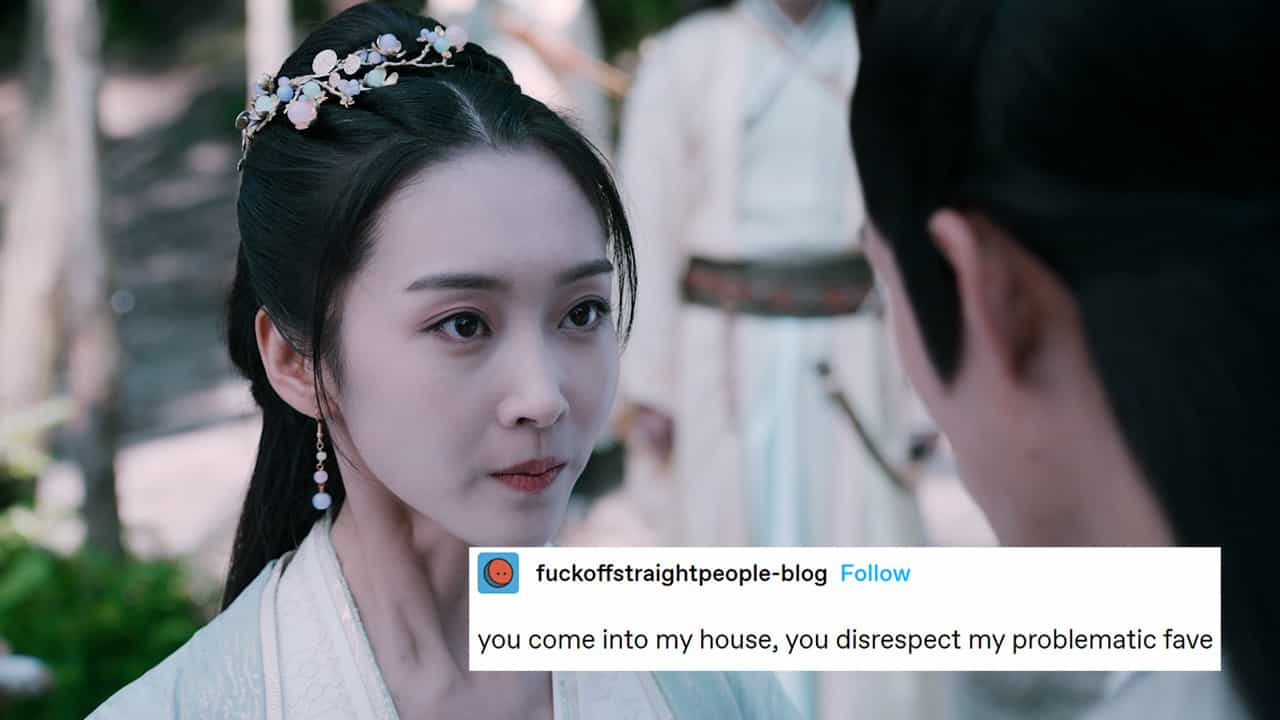 fuckoffstraightpeople-blog Follow
you come into my house, you disrespect my problematic fave